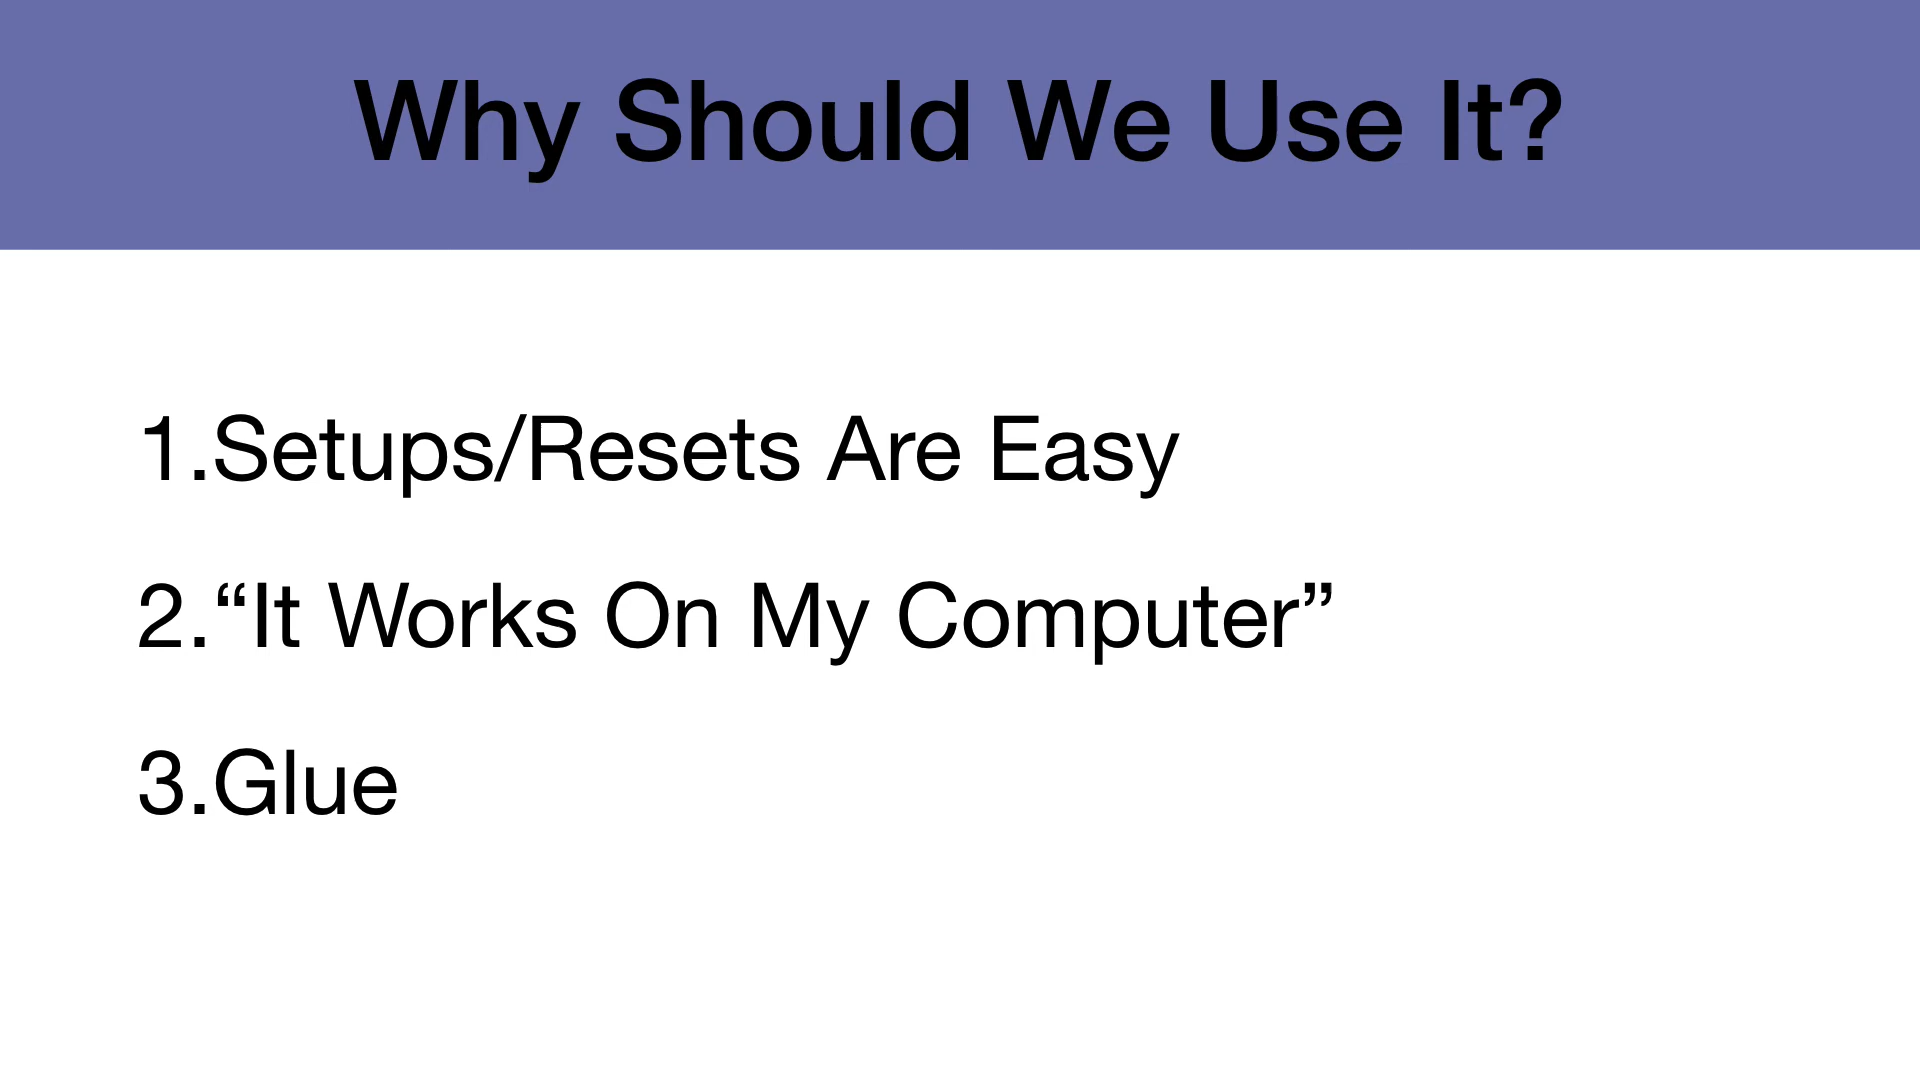 Why Should We Use It?
1.Setups/Resets Are Easy
2.“It Works On My Computer”
3.Glue